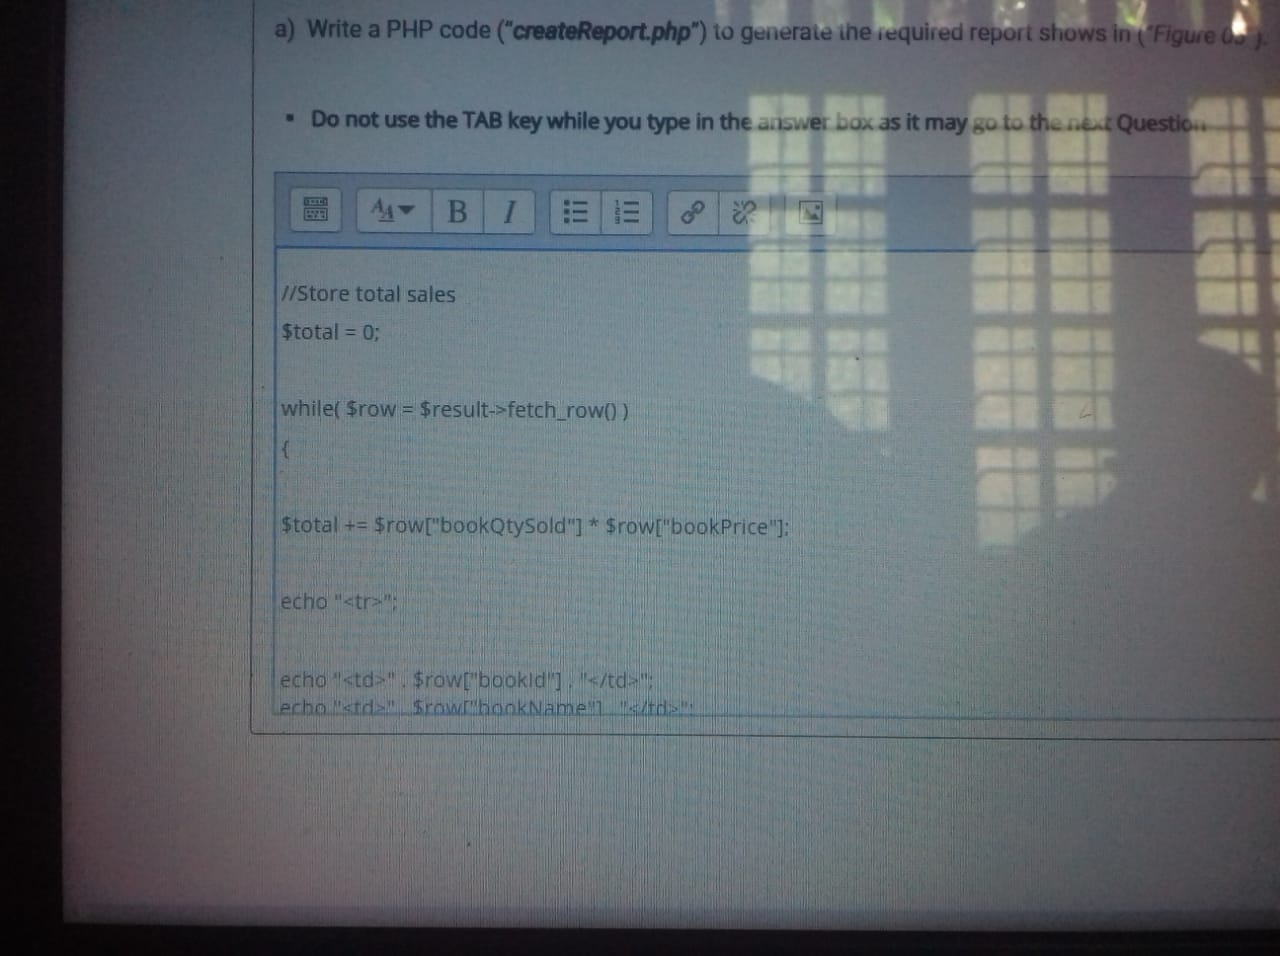 a) Write a PHP code ("createReport.php") to generate the required report shows in ("Figure 03").
▪ Do not use the TAB key while you type in the answer box as it may go to the next Question
B I
//Store total sales
$total = 0;
while( $row = $result->fetch_row() )
{
$total += $row["bookQtySold"] * $row["bookPrice"];
echo "<tr>";
echo "<td>" . $row["bookId"] . "</td>";
echo "<td>" . $row["bookName"] . "</td>";